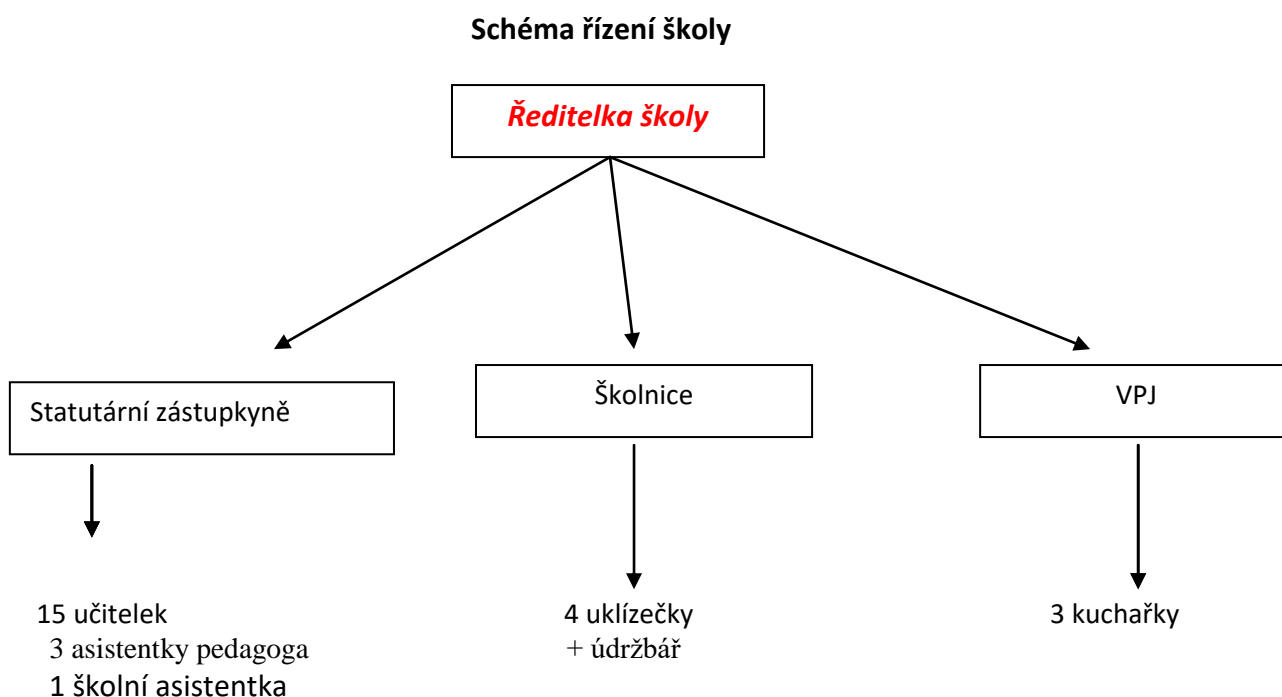 Schéma řízení školy
Ředitelka školy
Statutární zástupkyně
Školnice
VPJ
15 učitelek
3 asistentky pedagoga
1 školní asistentka
4 uklízečky
+ údržbář
3 kuchařky